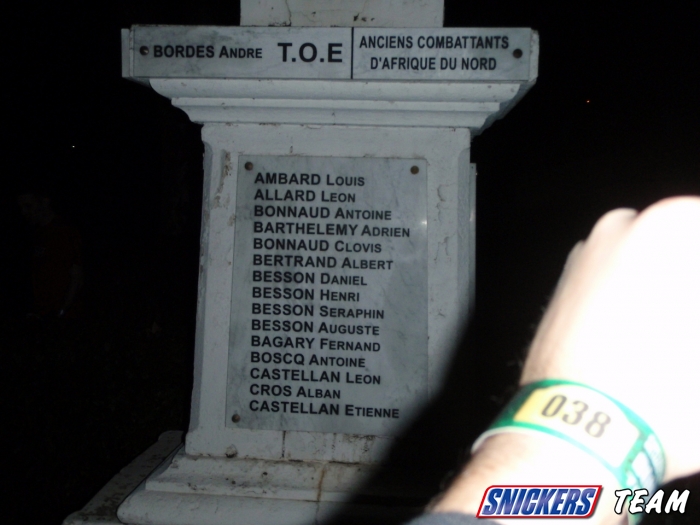 BORDES ANDRE T.O.E
ANCIENS COMBATTANTS
D'AFRIQUE DU NORD
AMBARD LOUIS
ALLARD LEON
BONNAUD ANTOINE
BARTHELEMY ADRIEN
BONNAUD CLOVIS
BERTRAND ALBERT
BESSON DANIEL
BESSON HENRI
BESSON SERAPHIN
BESSON AUGUSTE
BAGARY FERNAND
BOSCQ ANTOINE
CASTELLAN LEON
CROS ALBAN
CASTELLAN ETIENNE
038
SNICKERS TEAM